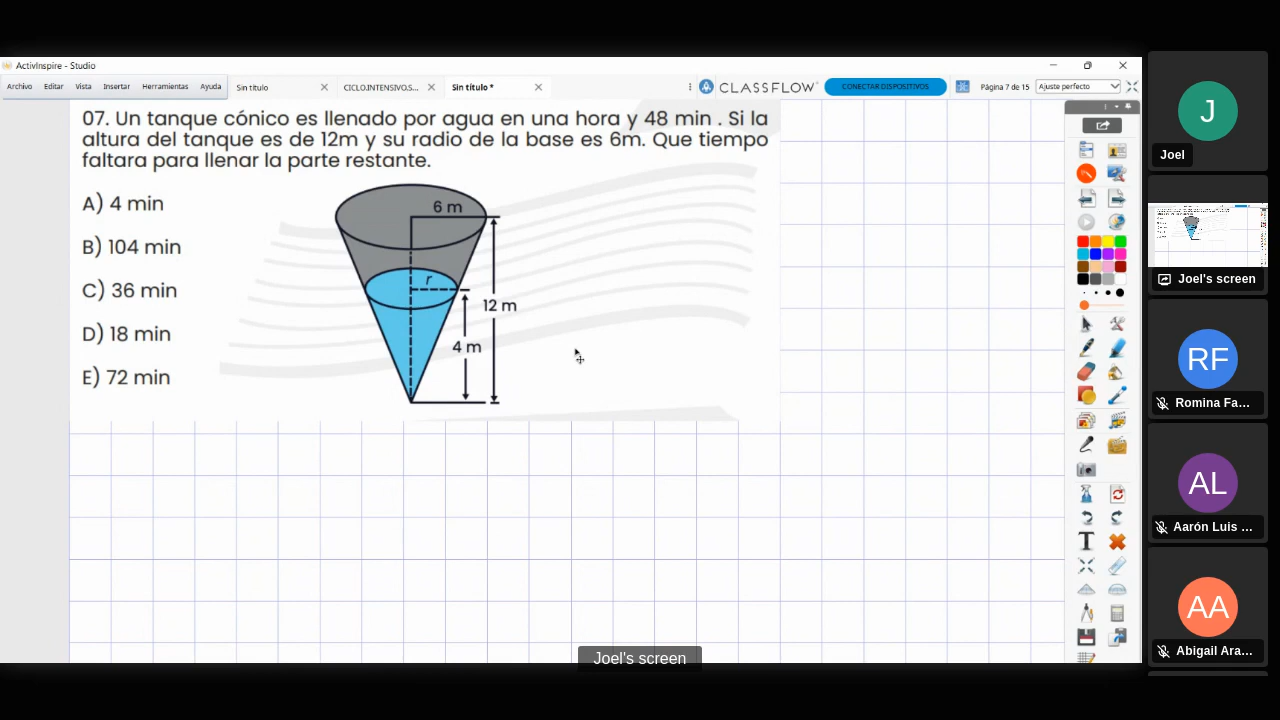 ActivInspire - Studio
Archivo Editar Vista Insertar Herramientas Ayuda
Sin título
CICLO.INTENSIVO.S...
Sin título *
CLASSFLOW
CONECTAR DISPOSITIVOS
Página 7 de 15
Ajuste perfecto
07. Un tanque cónico es llenado por agua en una hora y 48 min . Si la
altura del tanque es de 12m y su radio de la base es 6m. Que tiempo
faltara para llenar la parte restante.
A) 4 min
B) 104 min
C) 36 min
D) 18 min
E) 72 min
6 m
r
12 m
4 m
J
Joel
Joel's screen
RF
Romina Fa...
AL
Aarón Luis ...
AA
Abigail Ara...
Joel's screen